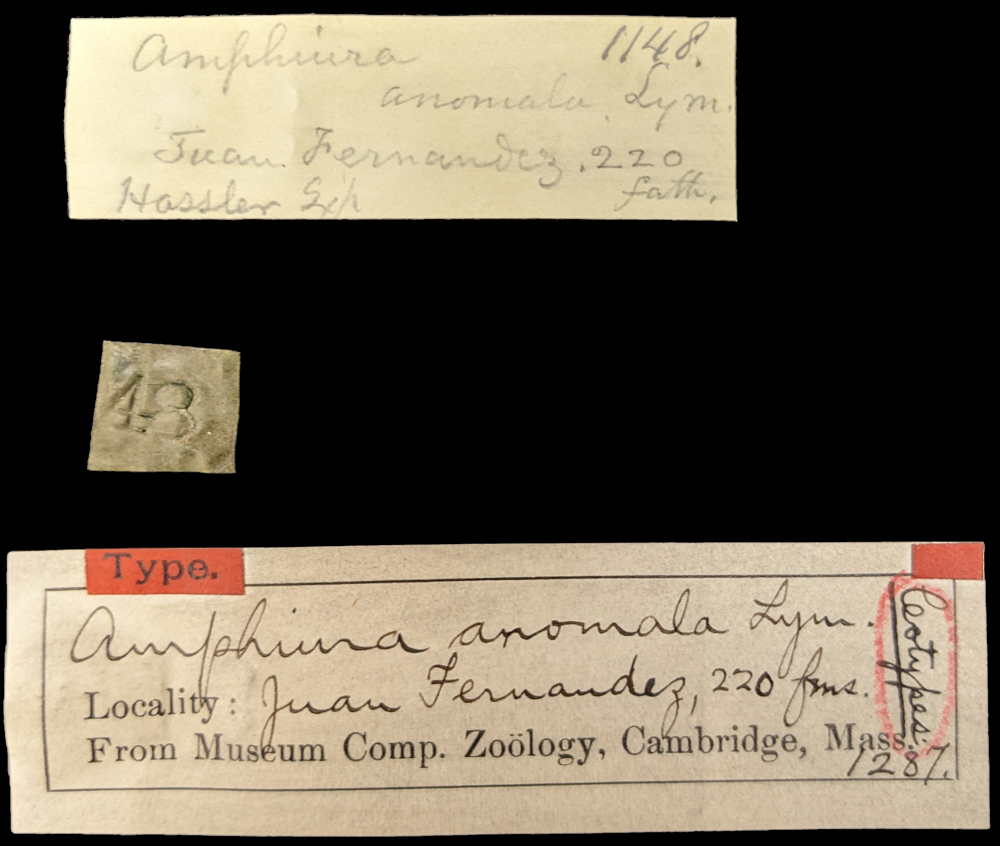 Amphiura 1148.
anomala Lym.
Juan Fernandez. 220
Hassler Exp fath.
48
Type.
Amphiura anomala Lym.
Cotypes.
Locality: Juan Fernandez, 220 fms.
From Museum Comp. Zoölogy, Cambridge, Mass.
1287.